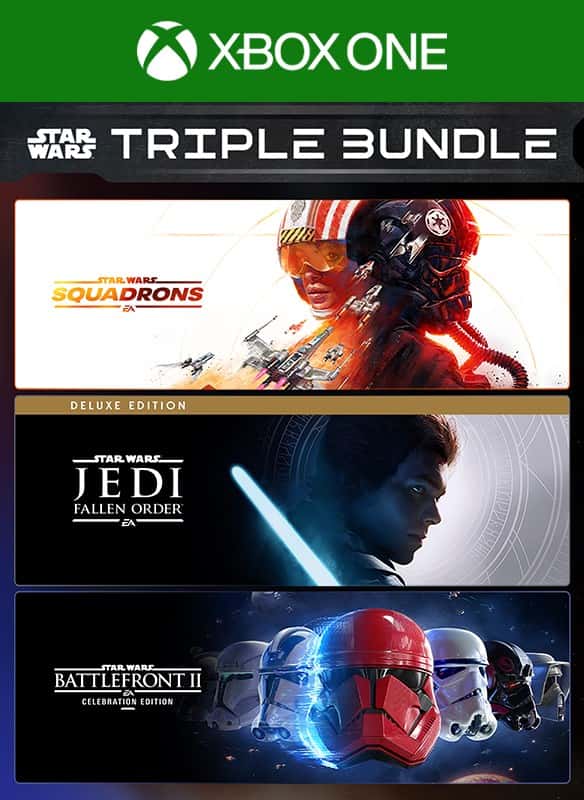 XBOX ONE
STAR WARS TRIPLE BUNDLE
STAR WARS
SQUADRONS
EA
DELUXE EDITION
STAR WARS
JEDI
FALLEN ORDER
EA
STAR WARS
BATTLEFRONT II
EA
CELEBRATION EDITION